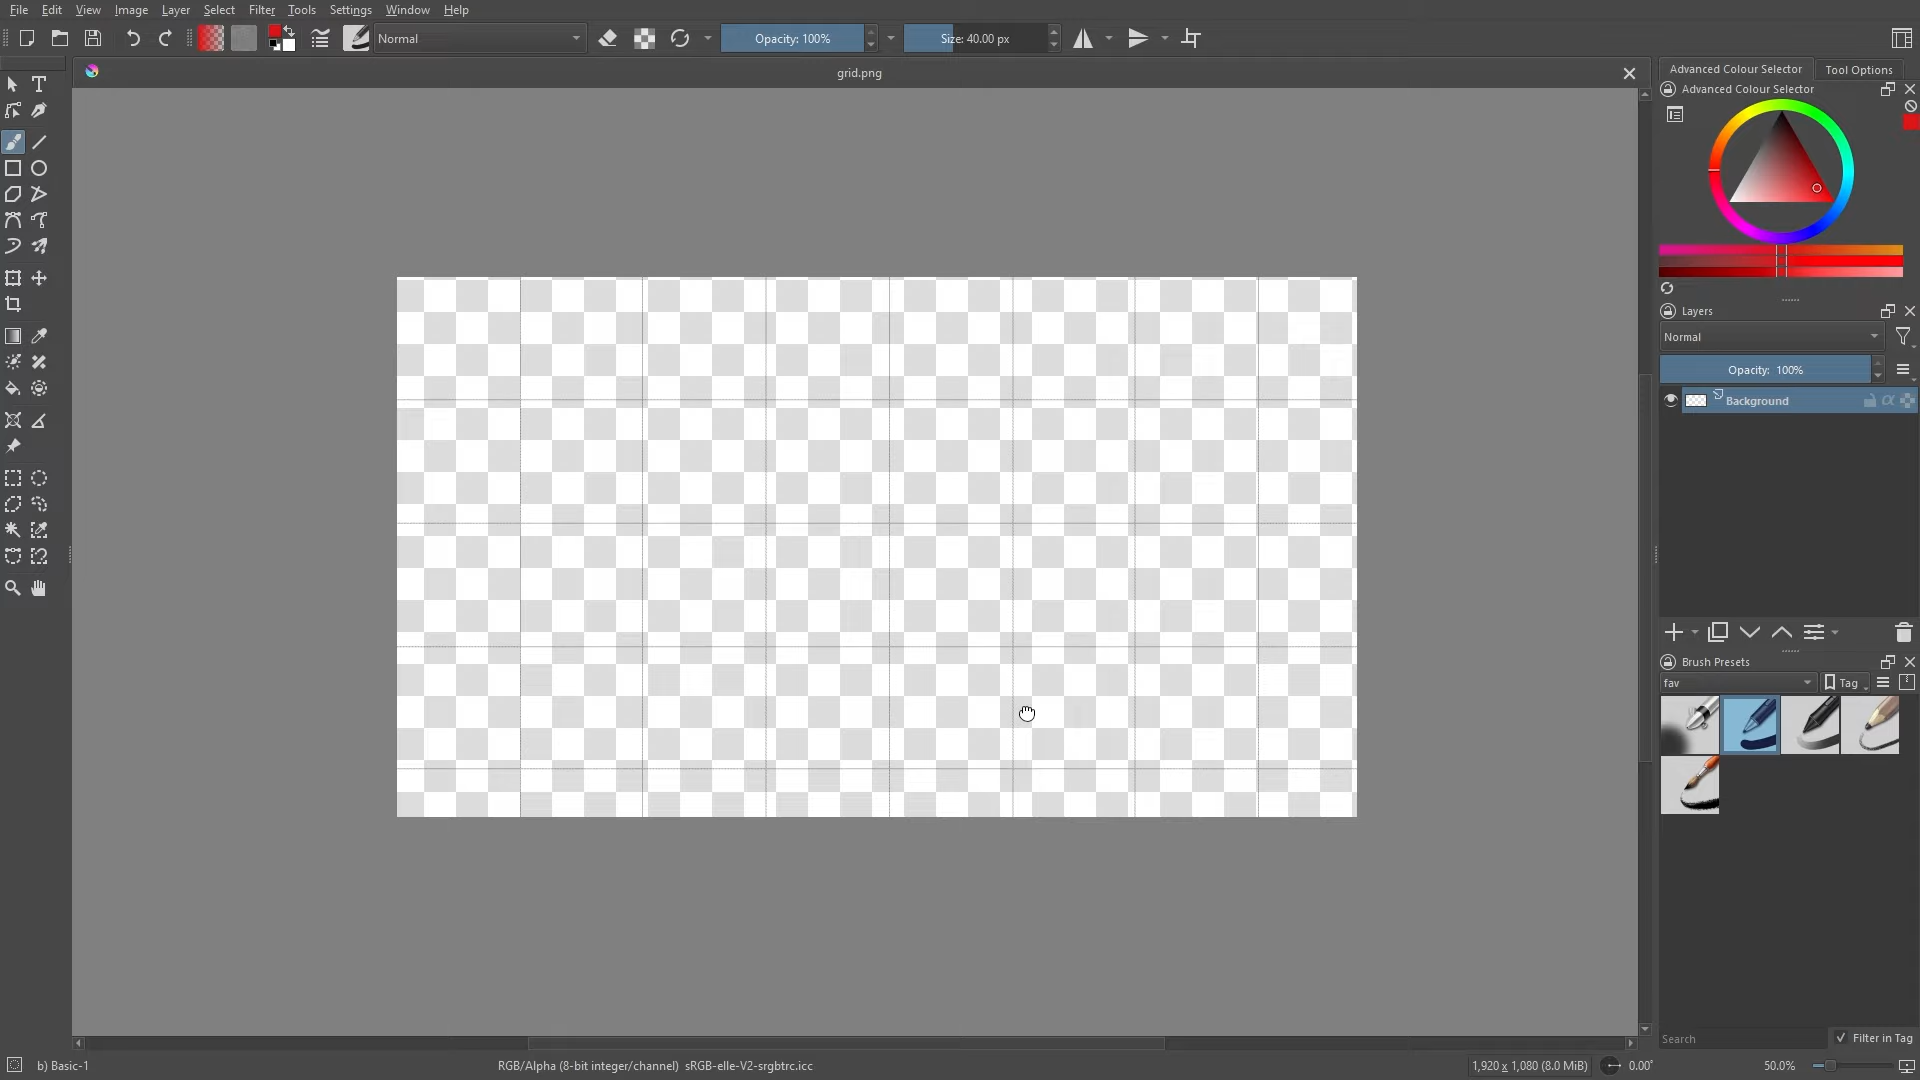 File Edit View Image Layer Select Filter Tools Settings Window Help
Normal
Opacity: 100%
Size: 40.00 px
grid.png
Advanced Colour Selector
Tool Options
Advanced Colour Selector
Layers
Normal
Opacity: 100%
Background
Brush Presets
fav
Tag
Search
Filter in Tag
b) Basic-1
RGB/Alpha (8-bit integer/channel) sRGB-elle-V2-srgbtrc.icc
1,920 x 1,080 (8.0 MiB)
0.00°
50.0%